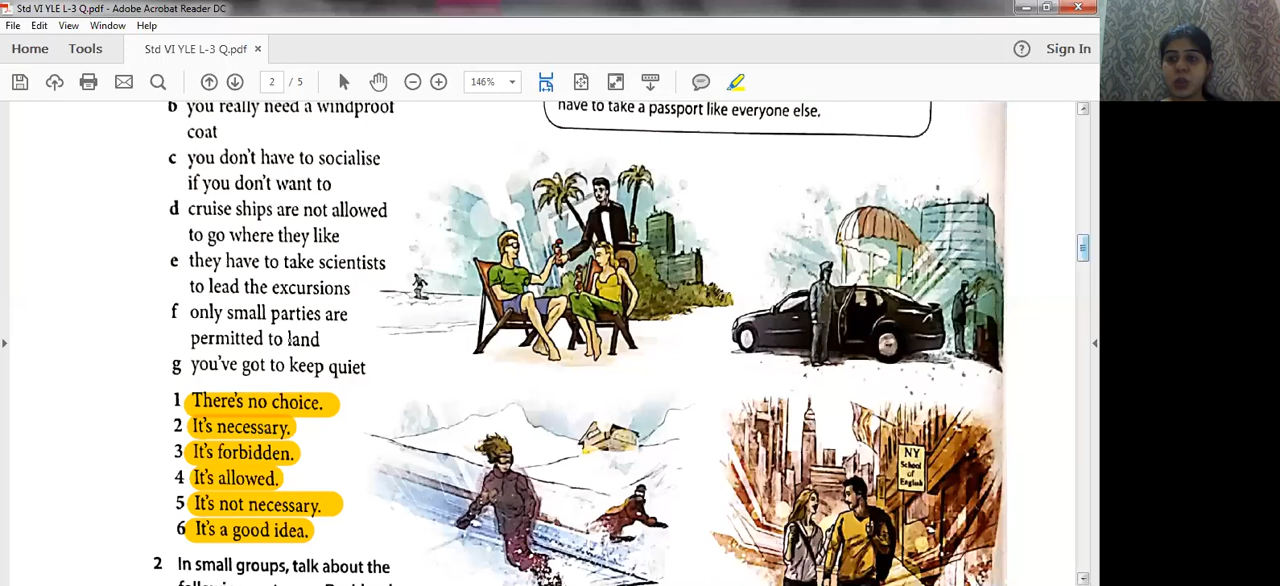 Std VI YLE L-3 Q.pdf - Adobe Acrobat Reader DC
File Edit View Window Help
Home Tools Std VI YLE L-3 Q.pdf × ? Sign In
2 / 5 146%
b you really need a windproof
coat
c you don't have to socialise
if you don't want to
d cruise ships are not allowed
to go where they like
e they have to take scientists
to lead the excursions
f only small parties are
permitted to land
g you've got to keep quiet
1 There's no choice.
2 It's necessary.
3 It's forbidden.
4 It's allowed.
5 It's not necessary.
6 It's a good idea.
2 In small groups, talk about the
have to take a passport like everyone else.
NY
School
of
English